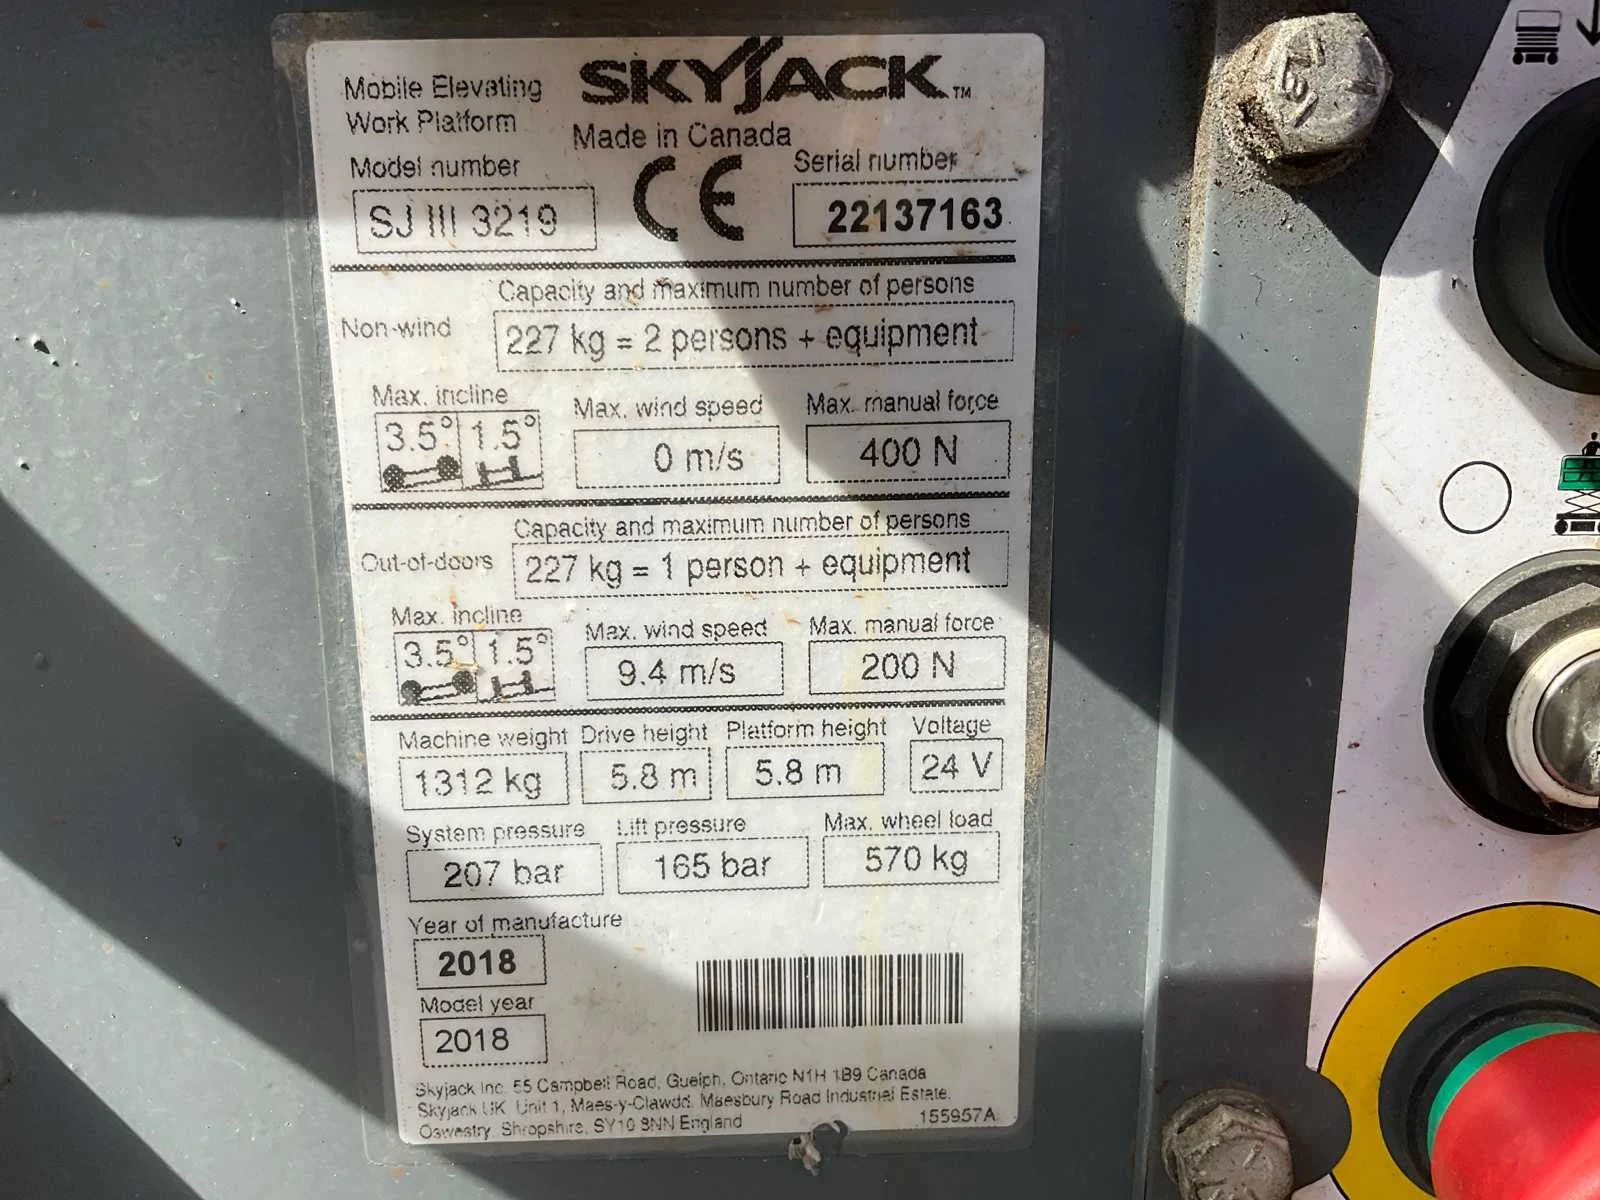 SKYJACK™
Mobile Elevating
Work Platform
Made in Canada
Model number
Serial number
CE
SJ III 3219
22137163
Capacity and maximum number of persons
Non-wind
227 kg = 2 persons + equipment
Max. incline
Max. wind speed
Max. manual force
3.5° 1.5°
0 m/s
400 N
Capacity and maximum number of persons
Out-of-doors
227 kg = 1 person + equipment
Max. incline
Max. wind speed
Max. manual force
3.5° 1.5°
9.4 m/s
200 N
Machine weight Drive height Platform height Voltage
1312 kg 5.8 m 5.8 m 24 V
System pressure Lift pressure Max. wheel load
207 bar 165 bar 570 kg
Year of manufacture
2018
Model year
2018
Skyjack Inc. 55 Campbell Road, Guelph, Ontario N1H 1B9 Canada
Skyjack UK Unit 1, Maes-y-Clawdd, Maesbury Road Industrial Estate,
Oswestry, Shropshire, SY10 8NN England
155957A